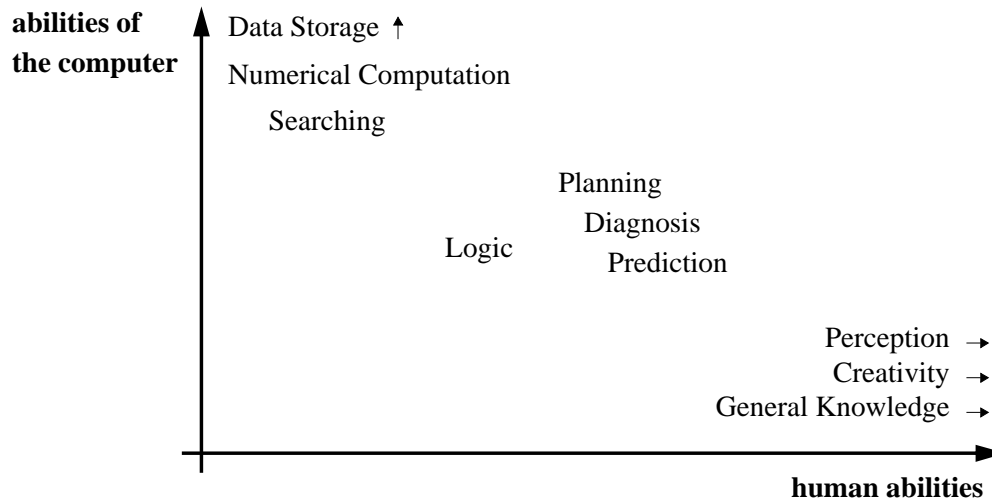 abilities of
the computer
Data Storage ↑
Numerical Computation
Searching
Planning
Diagnosis
Logic
Prediction
Perception →
Creativity →
General Knowledge →
human abilities